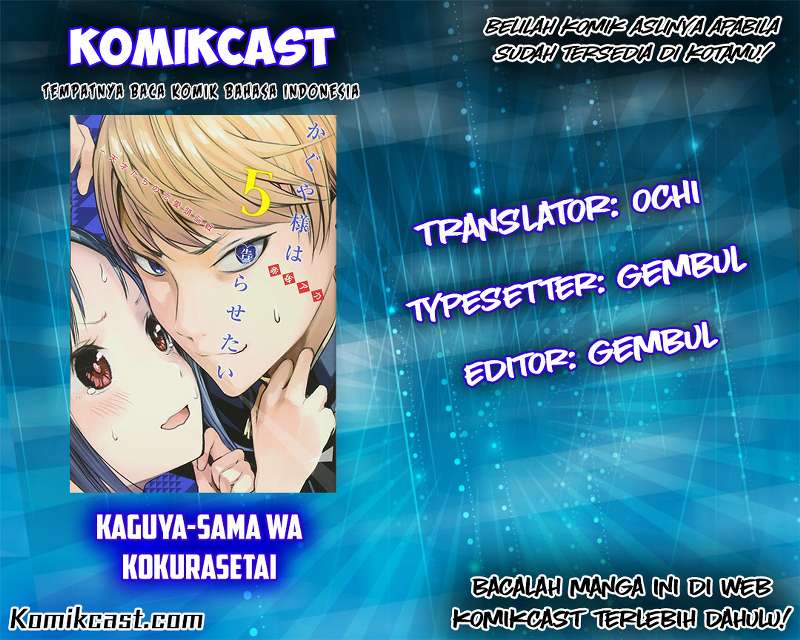 KOMIKCAST
TEMPATNYA BACA KOMIK BAHASA INDONESIA
BELILAH KOMIK ASLINYA APABILA
SUDAH TERSEDIA DI KOTAMU!
かぐや様は
告らせたい
5
TRANSLATOR: OCHI
TYPESETTER: GEMBUL
EDITOR: GEMBUL
KAGUYA-SAMA WA
KOKURASETAI
Komikcast.com
BACALAH MANGA INI DI WEB
KOMIKCAST TERLEBIH DAHULU!